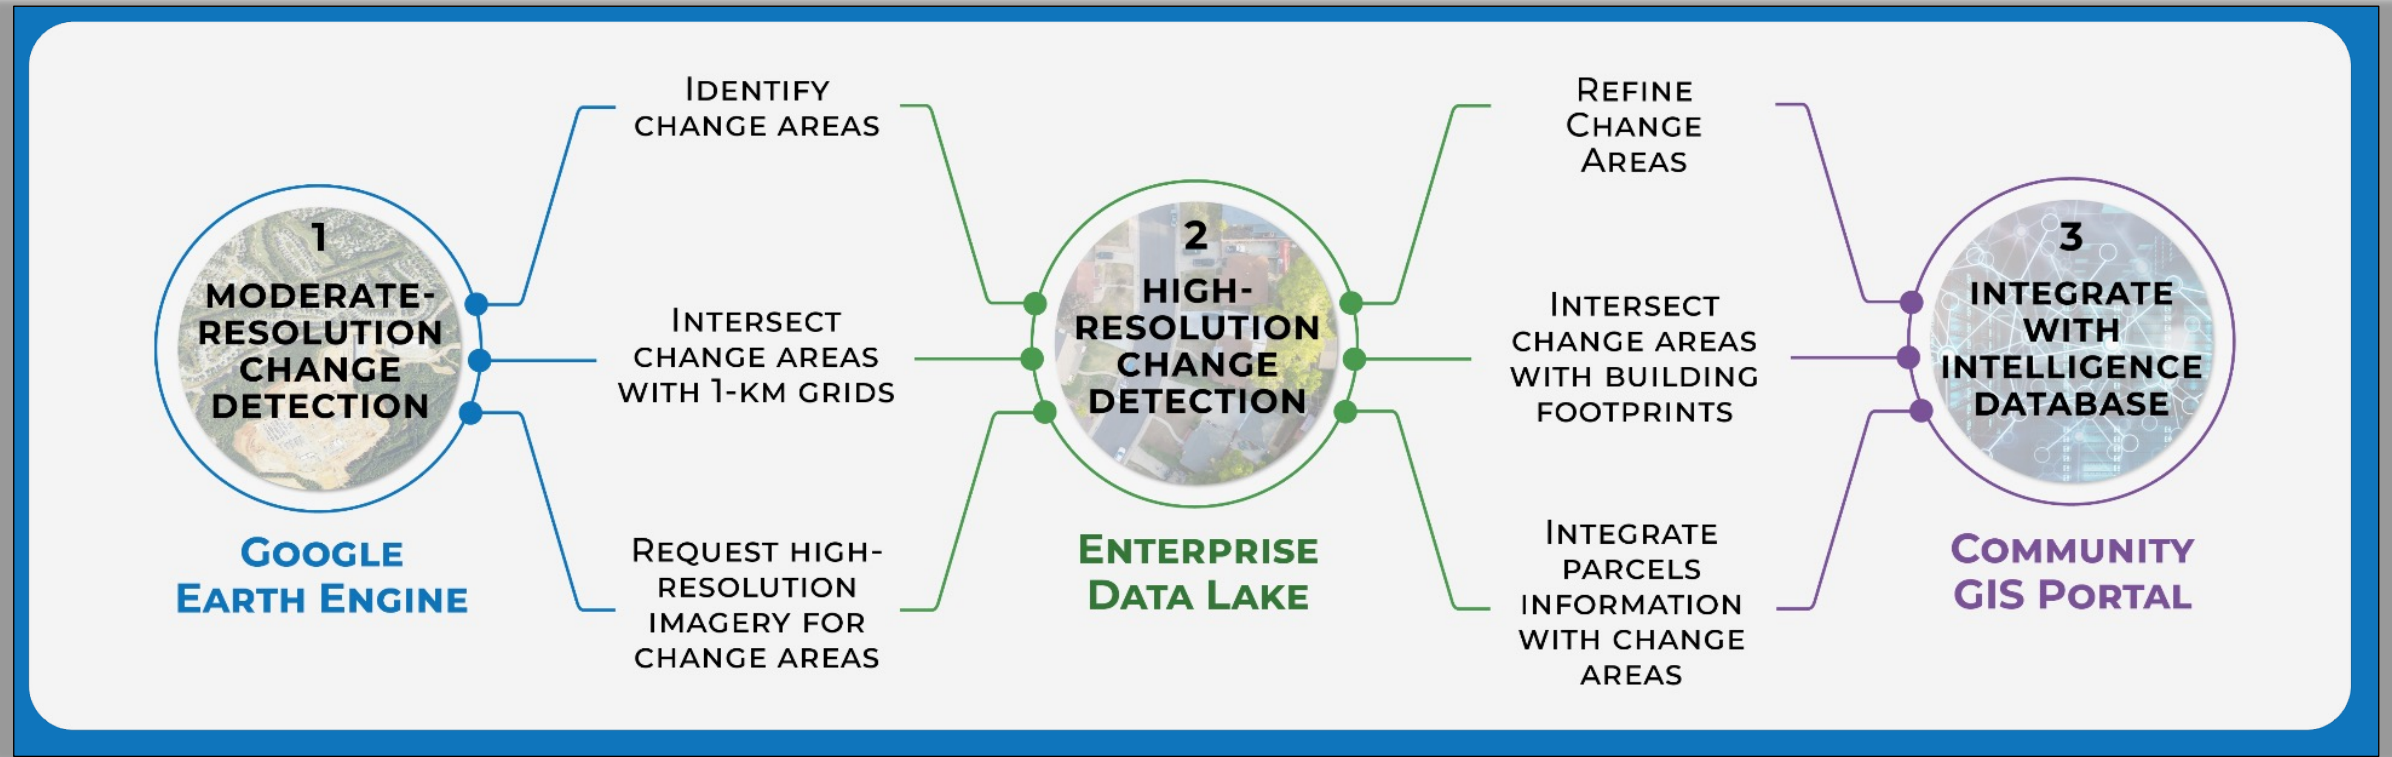 1
MODERATE-
RESOLUTION
CHANGE
DETECTION
GOOGLE
EARTH ENGINE
IDENTIFY
CHANGE AREAS
INTERSECT
CHANGE AREAS
WITH 1-KM GRIDS
REQUEST HIGH-
RESOLUTION
IMAGERY FOR
CHANGE AREAS
2
HIGH-
RESOLUTION
CHANGE
DETECTION
ENTERPRISE
DATA LAKE
REFINE
CHANGE
AREAS
INTERSECT
CHANGE AREAS
WITH BUILDING
FOOTPRINTS
INTEGRATE
PARCELS
INFORMATION
WITH CHANGE
AREAS
3
INTEGRATE
WITH
INTELLIGENCE
DATABASE
COMMUNITY
GIS PORTAL